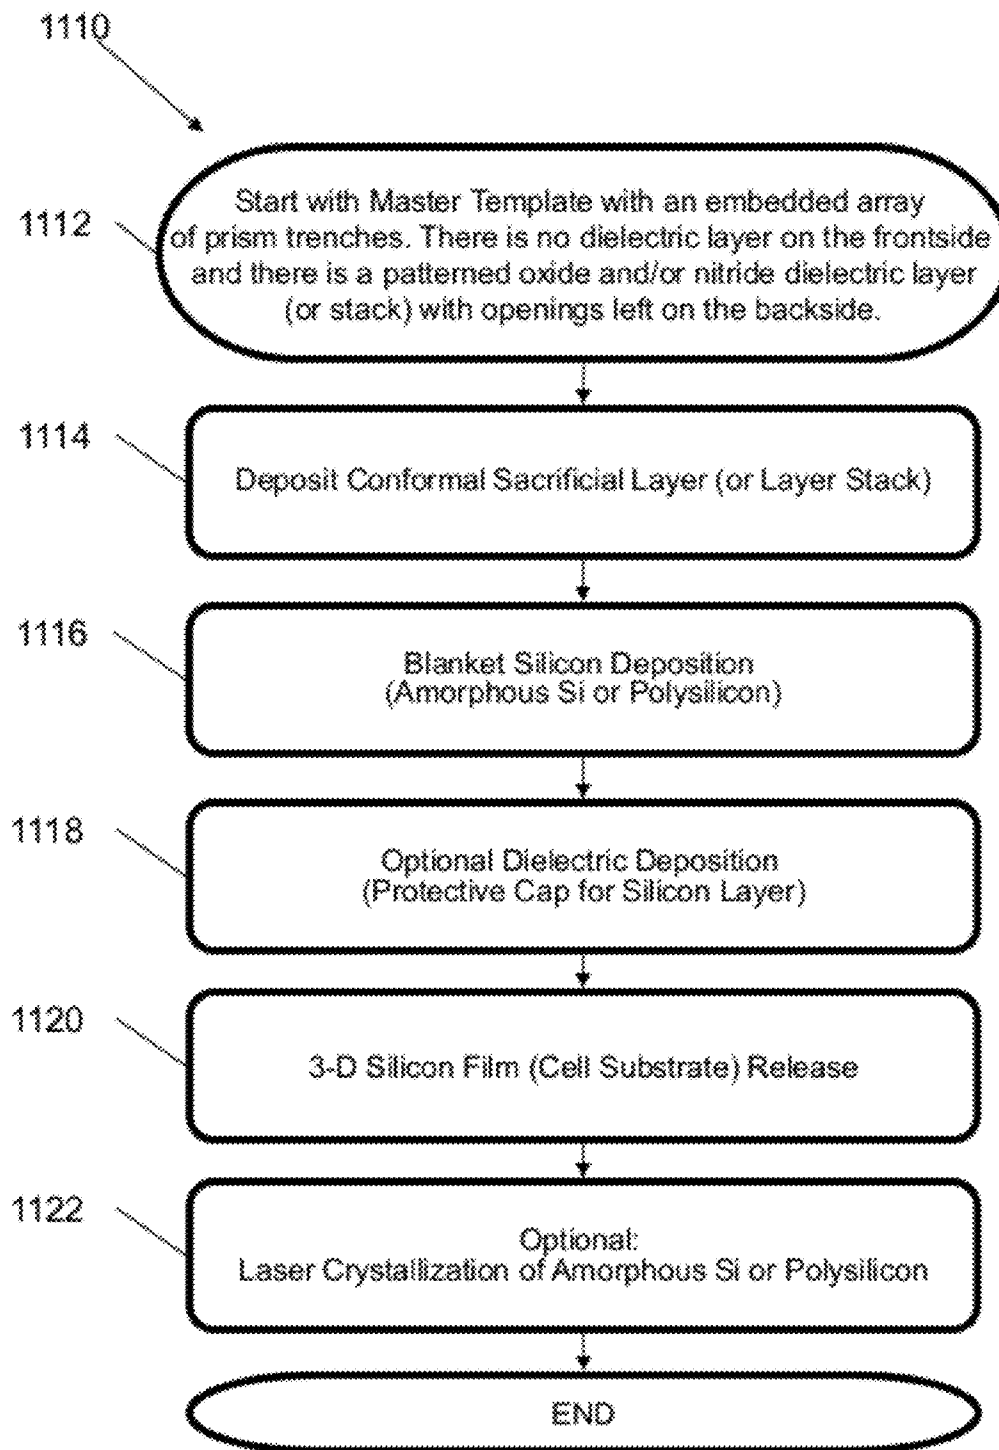 1110
1112
Start with Master Template with an embedded array
of prism trenches. There is no dielectric layer on the frontside
and there is a patterned oxide and/or nitride dielectric layer
(or stack) with openings left on the backside.
1114
Deposit Conformal Sacrificial Layer (or Layer Stack)
1116
Blanket Silicon Deposition
(Amorphous Si or Polysilicon)
1118
Optional Dielectric Deposition
(Protective Cap for Silicon Layer)
1120
3-D Silicon Film (Cell Substrate) Release
1122
Optional:
Laser Crystallization of Amorphous Si or Polysilicon
END